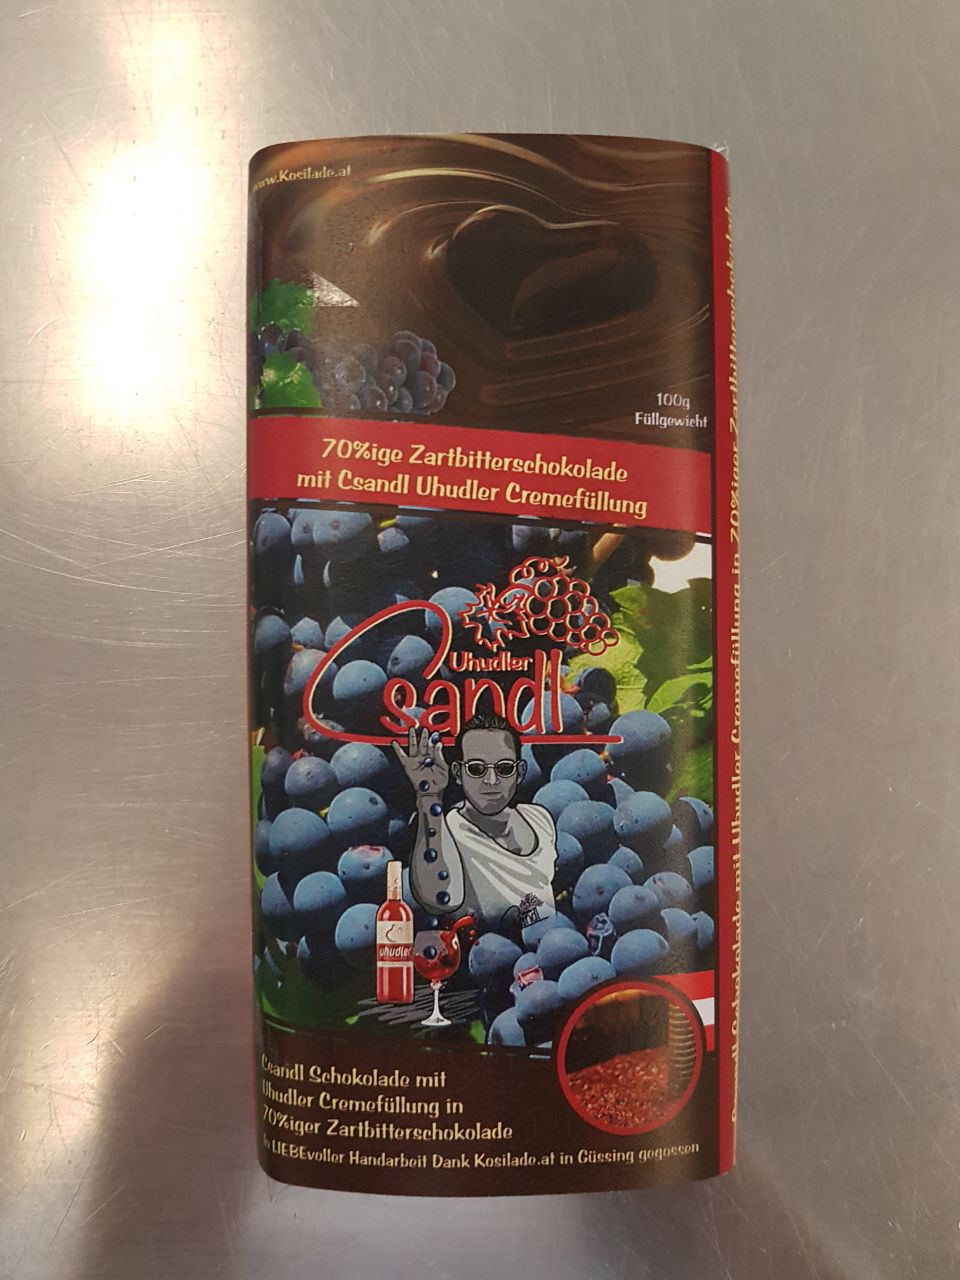 www.Kosilade.at
100g
Füllgewicht
70%ige Zartbitterschokolade
mit Csandl Uhudler Cremefüllung
Uhudler
Csandl
uhudler
Csandl
Csandl Schokolade mit
Uhudler Cremefüllung in
70%iger Zartbitterschokolade
In LIEBEvoller Handarbeit Dank Kosilade.at in Güssing gegossen
Csandl Schokolade mit Uhudler Cremefüllung in 70%iger Zartbitterschokolade